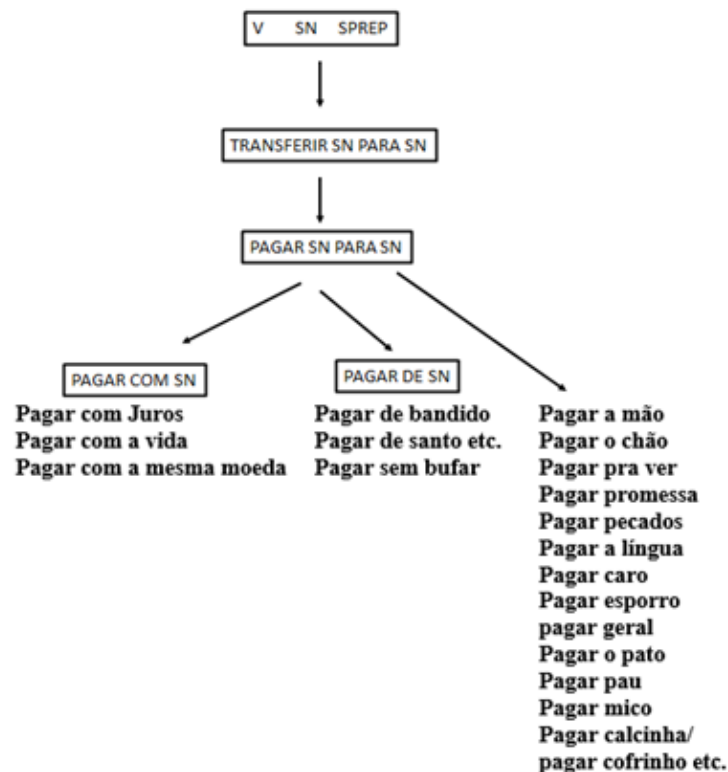 V SN SPREP
TRANSFERIR SN PARA SN
PAGAR SN PARA SN
PAGAR COM SN
Pagar com Juros
Pagar com a vida
Pagar com a mesma moeda
PAGAR DE SN
Pagar de bandido
Pagar de santo etc.
Pagar sem bufar
Pagar a mão
Pagar o chão
Pagar pra ver
Pagar promessa
Pagar pecados
Pagar a língua
Pagar caro
Pagar esporro
pagar geral
Pagar o pato
Pagar pau
Pagar mico
Pagar calcinha/
pagar cofrinho etc.